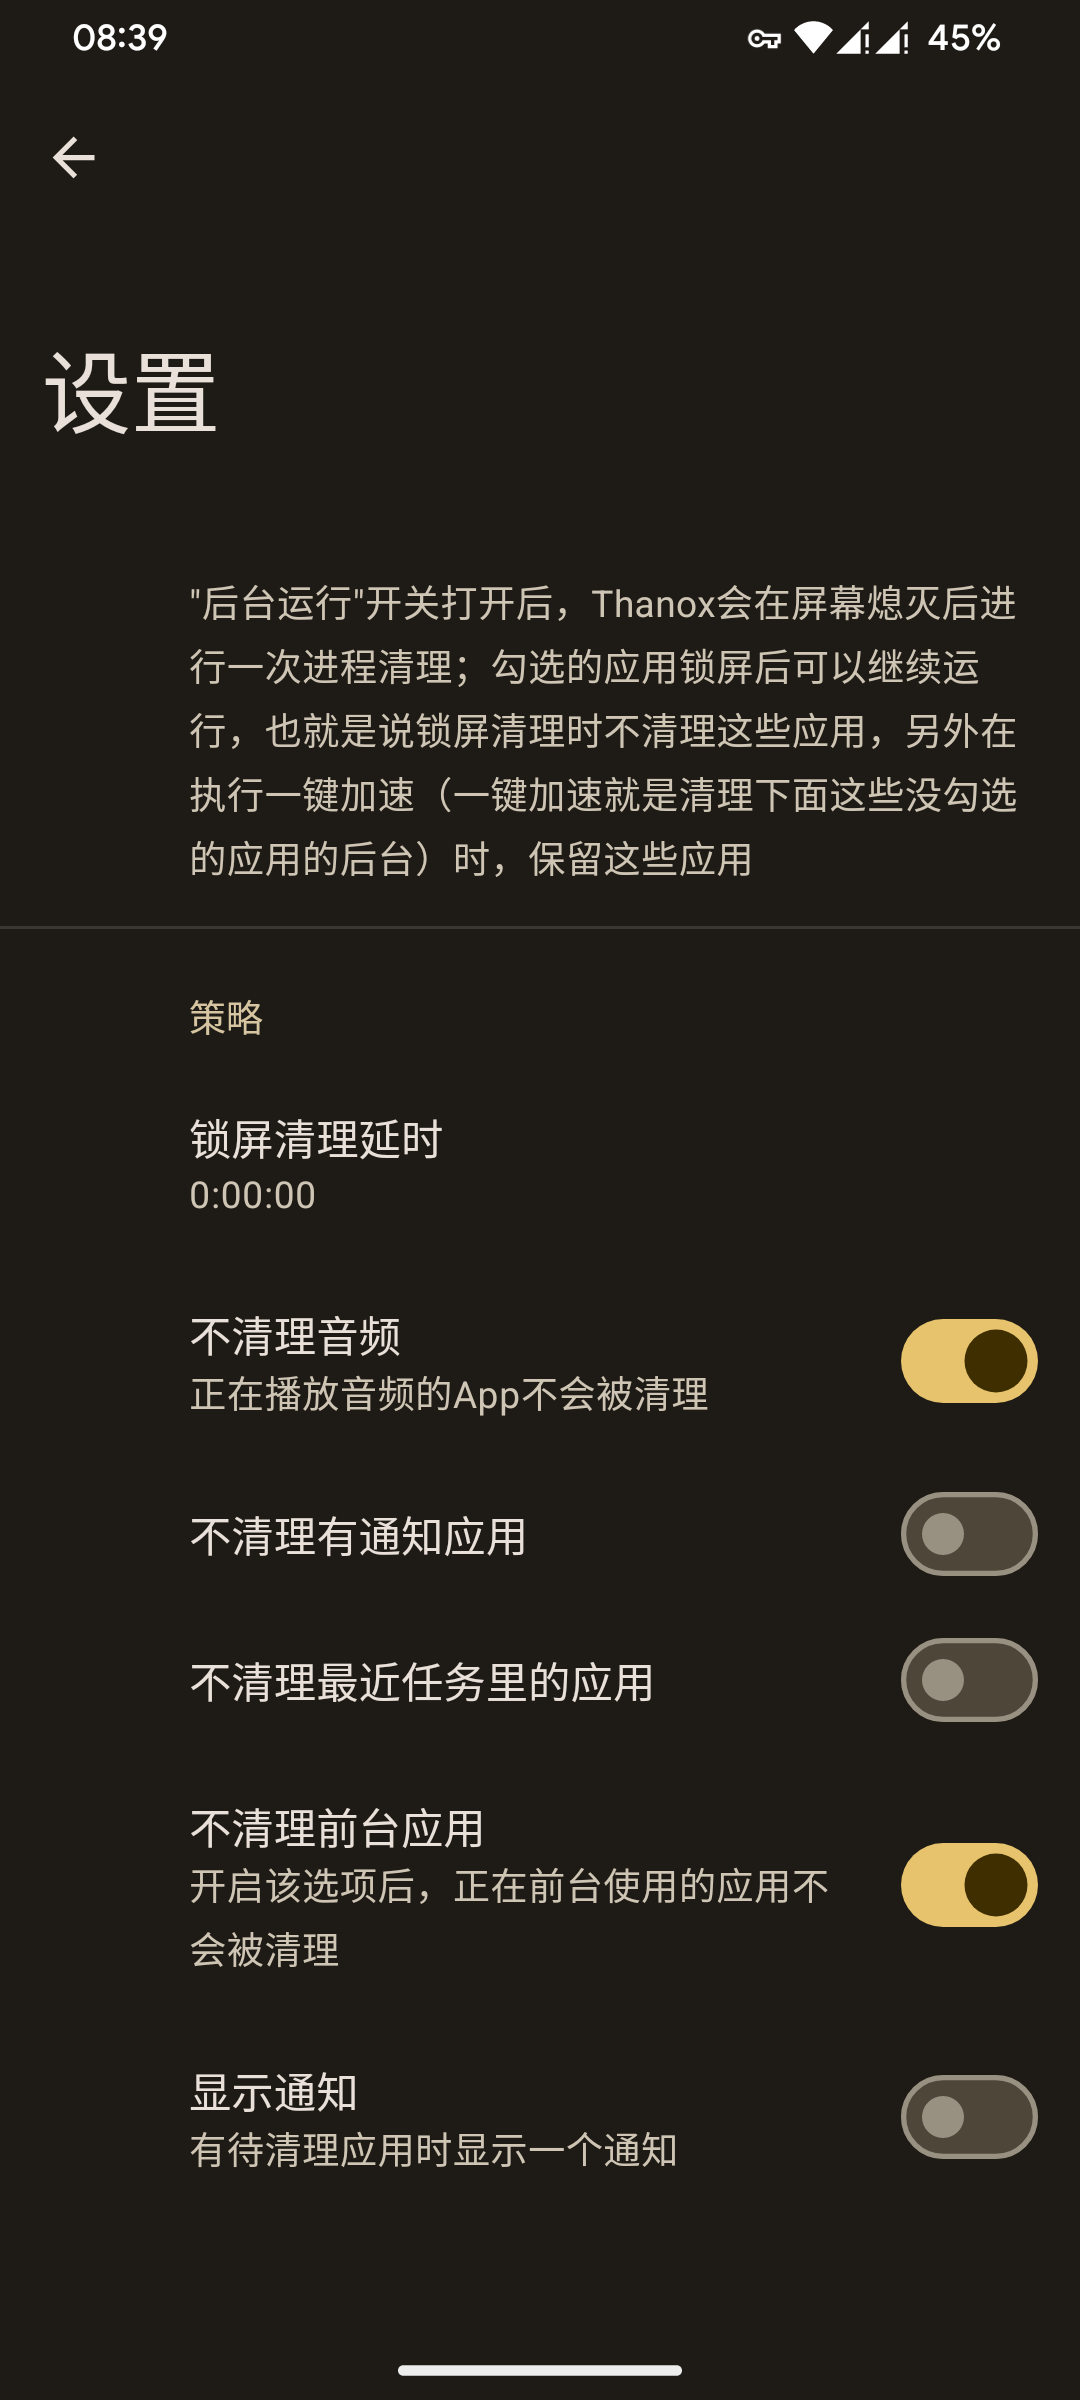 08:39
45%
设置
"后台运行"开关打开后，Thanox会在屏幕熄灭后进
行一次进程清理；勾选的应用锁屏后可以继续运
行，也就是说锁屏清理时不清理这些应用，另外在
执行一键加速（一键加速就是清理下面这些没勾选
的应用的后台）时，保留这些应用
策略
锁屏清理延时
0:00:00
不清理音频
正在播放音频的App不会被清理
不清理有通知应用
不清理最近任务里的应用
不清理前台应用
开启该选项后，正在前台使用的应用不
会被清理
显示通知
有待清理应用时显示一个通知